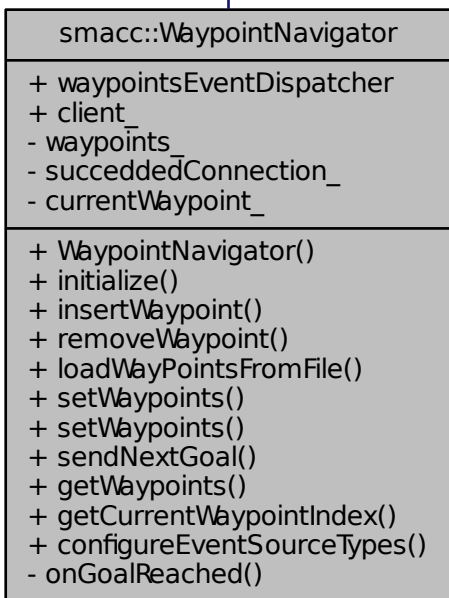 smacc::WaypointNavigator
+ waypointsEventDispatcher
+ client_
- waypoints_
- succeddedConnection_
- currentWaypoint_
+ WaypointNavigator()
+ initialize()
+ insertWaypoint()
+ removeWaypoint()
+ loadWayPointsFromFile()
+ setWaypoints()
+ setWaypoints()
+ sendNextGoal()
+ getWaypoints()
+ getCurrentWaypointIndex()
+ configureEventSourceTypes()
- onGoalReached()